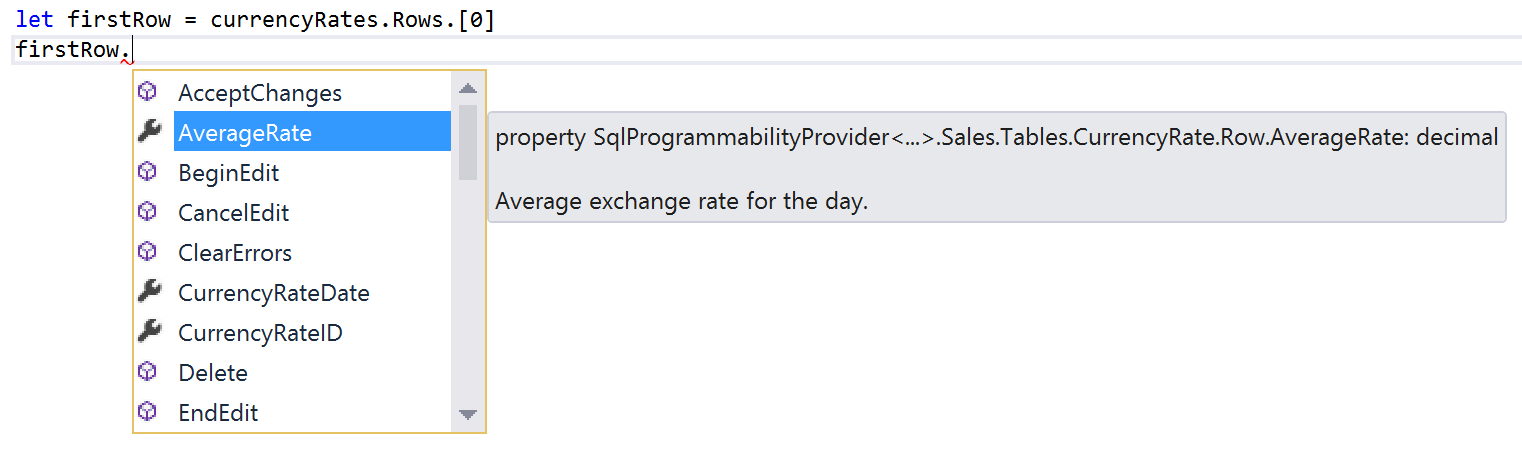 let firstRow = currencyRates.Rows.[0]
firstRow.
AcceptChanges
AverageRate
property SqlProgrammabilityProvider<...>.Sales.Tables.CurrencyRate.Row.AverageRate: decimal
BeginEdit
Average exchange rate for the day.
CancelEdit
ClearErrors
CurrencyRateDate
CurrencyRateID
Delete
EndEdit